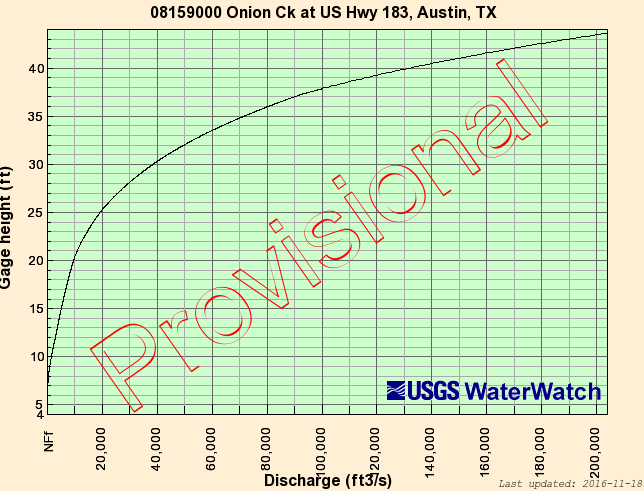 08159000 Onion Ck at US Hwy 183, Austin, TX
Gage height (ft)
40
35
30
25
20
15
10
5
4
Provisional
USGS WaterWatch
NFf
20,000
40,000
60,000
80,000
100,000
120,000
140,000
160,000
180,000
200,000
Discharge (ft3/s)
Last updated: 2016-11-18